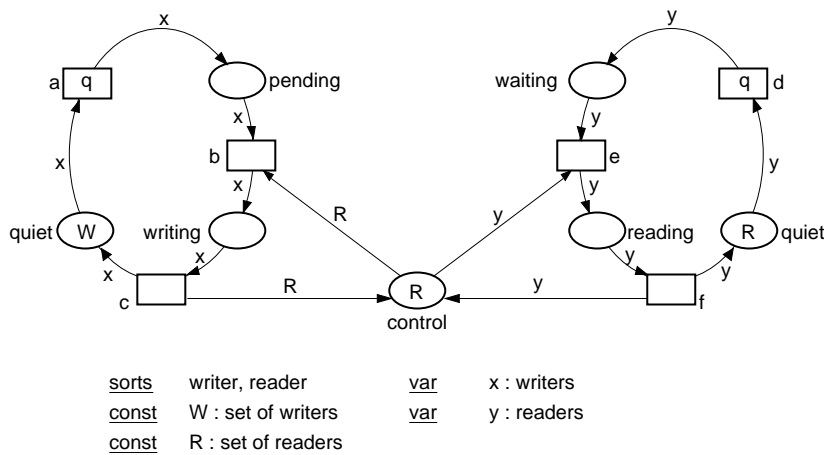 x
y
a q
pending
waiting
q d
x
y
b
e
x
x
y
y
y
R
y
quiet W
writing
reading
R quiet
x
x
y
y
c
R
R
y
f
control
sorts writer, reader var x : writers
const W : set of writers var y : readers
const R : set of readers